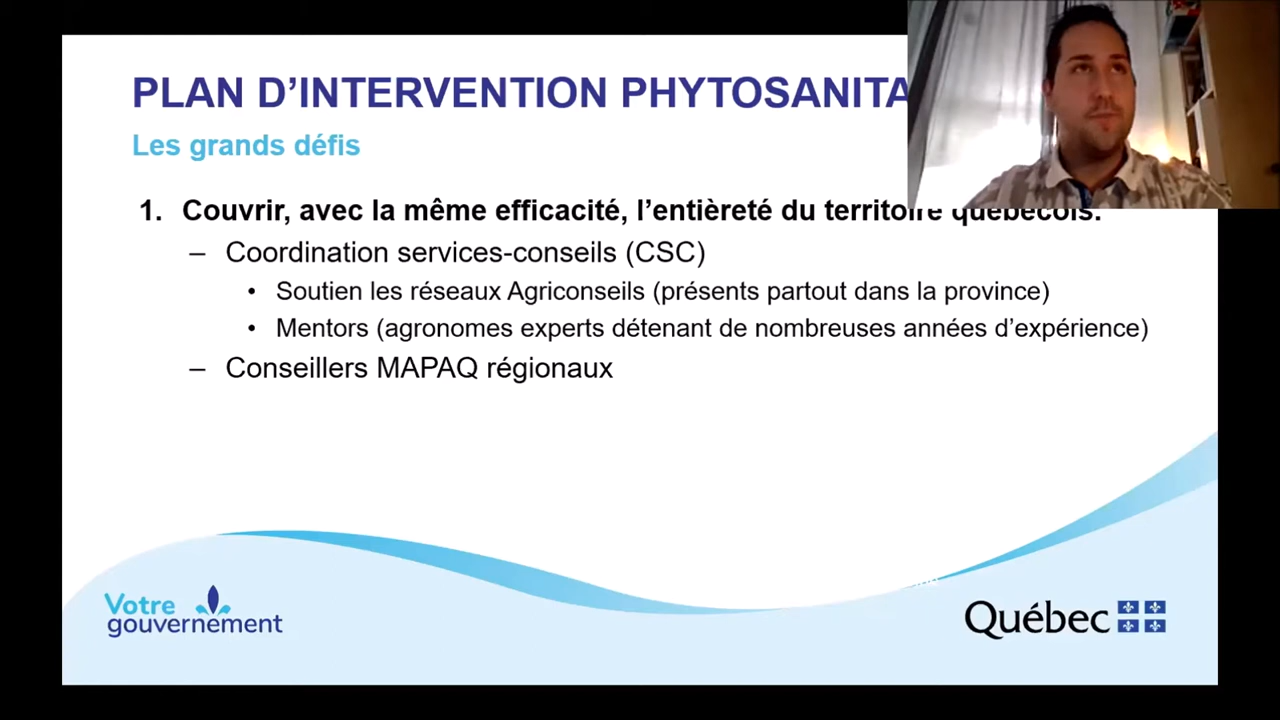 PLAN D'INTERVENTION PHYTOSANITA
Les grands défis
1. Couvrir, avec la même efficacité, l'entièreté du territoire québécois.
– Coordination services-conseils (CSC)
• Soutien les réseaux Agriconseils (présents partout dans la province)
• Mentors (agronomes experts détenant de nombreuses années d'expérience)
– Conseillers MAPAQ régionaux
Votre
gouvernement
Québec